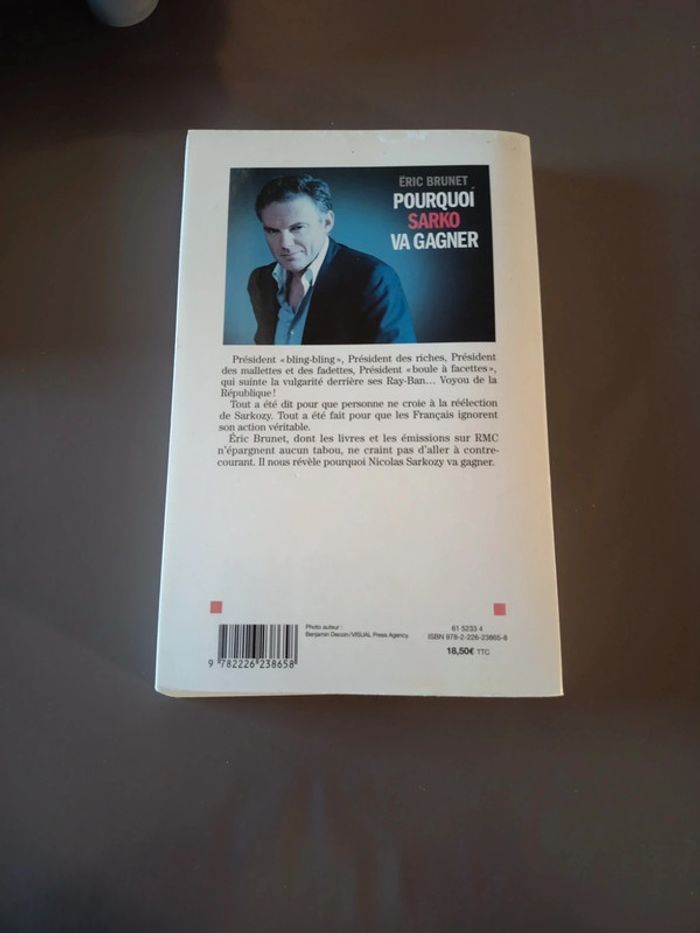 ÉRIC BRUNET
POURQUOI
SARKO
VA GAGNER
Président « bling-bling », Président des riches, Président
des mallettes et des fadettes, Président « boule à facettes »,
qui suinte la vulgarité derrière ses Ray-Ban… Voyou de la
République !
Tout a été dit pour que personne ne croie à la réélection
de Sarkozy. Tout a été fait pour que les Français ignorent
son action véritable.
Éric Brunet, dont les livres et les émissions sur RMC
n'épargnent aucun tabou, ne craint pas d'aller à contre-
courant. Il nous révèle pourquoi Nicolas Sarkozy va gagner.
Photo auteur :
Benjamin Decoin/VISUAL Press Agency.
61 5233 4
ISBN 978-2-226-23865-8
18,50€ TTC
9 782226 238658